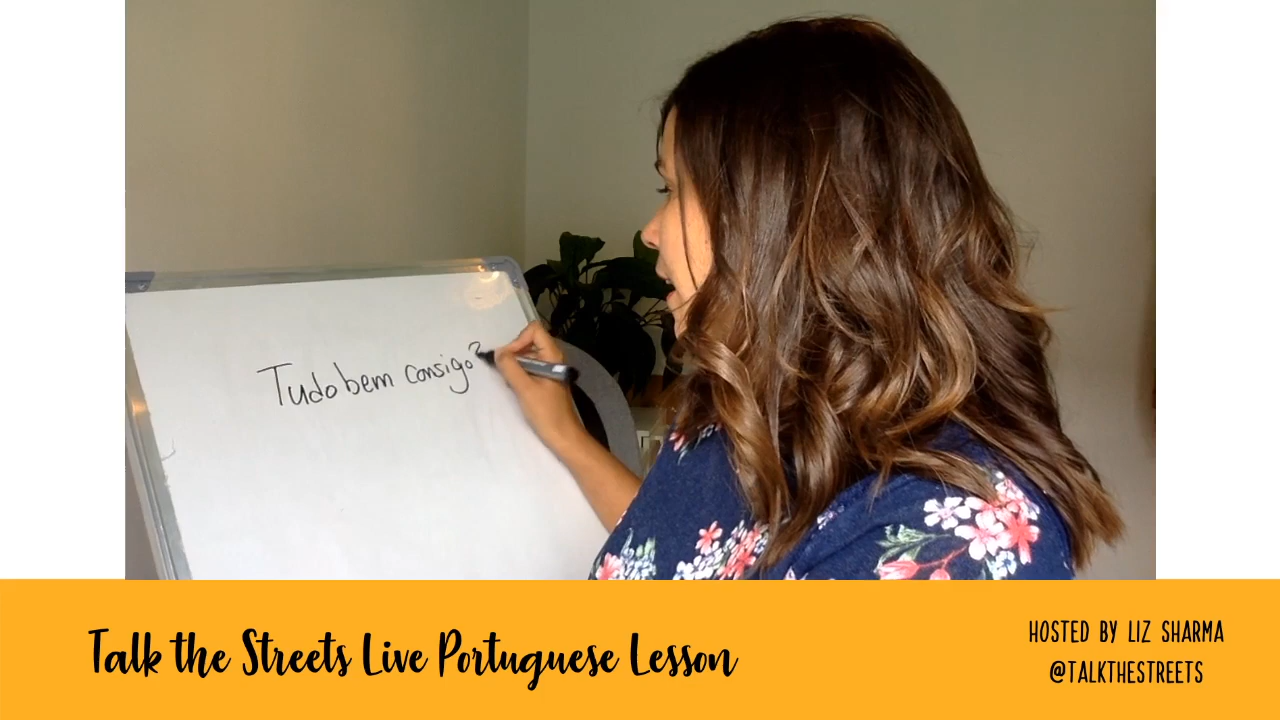 Tudo bem consigo?
Talk the Streets Live Portuguese Lesson
HOSTED BY LIZ SHARMA
@TALKTHESTREETS